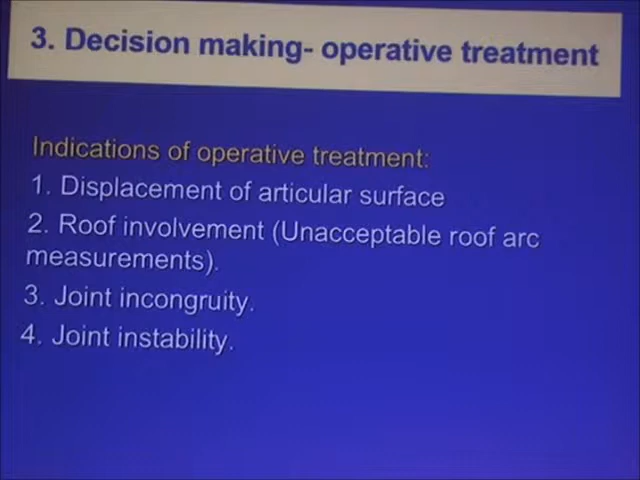 3. Decision making- operative treatment
Indications of operative treatment:
1. Displacement of articular surface
2. Roof involvement (Unacceptable roof arc
measurements).
3. Joint incongruity.
4. Joint instability.